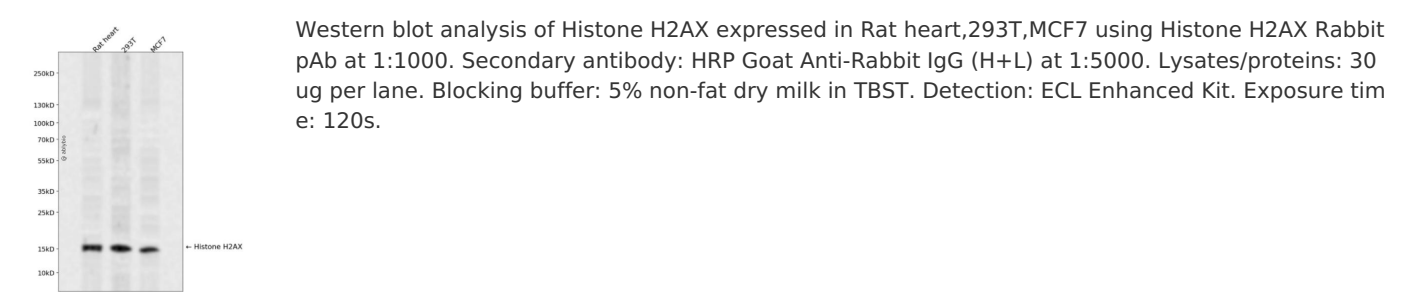 Rat heart
293T
MCF7
250kD
130kD
100kD
70kD
55kD
35kD
25kD
15kD
10kD
← Histone H2AX
Western blot analysis of Histone H2AX expressed in Rat heart,293T,MCF7 using Histone H2AX Rabbit
pAb at 1:1000. Secondary antibody: HRP Goat Anti-Rabbit IgG (H+L) at 1:5000. Lysates/proteins: 30
ug per lane. Blocking buffer: 5% non-fat dry milk in TBST. Detection: ECL Enhanced Kit. Exposure tim
e: 120s.